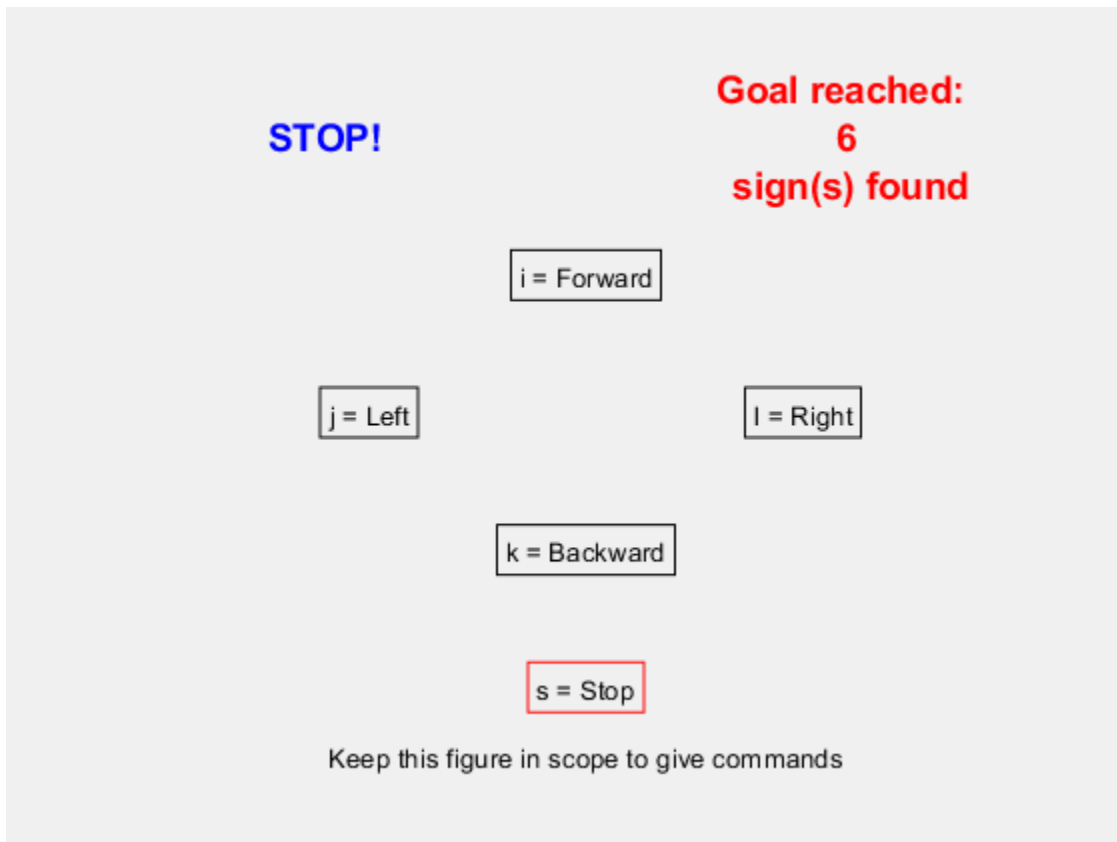 Goal reached:
STOP!
6
sign(s) found
i = Forward
j = Left
l = Right
k = Backward
s = Stop
Keep this figure in scope to give commands